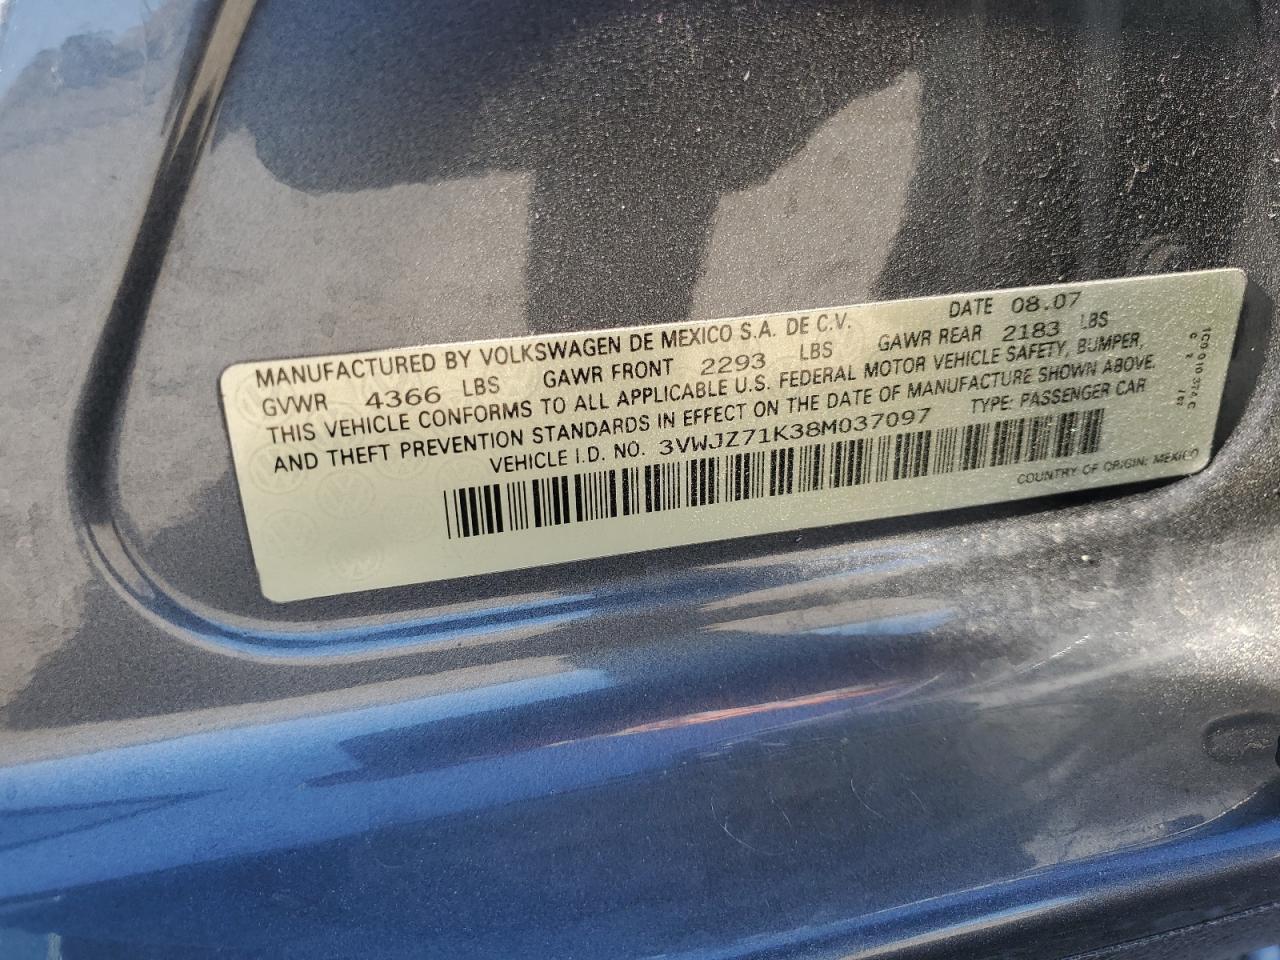 MANUFACTURED BY VOLKSWAGEN DE MEXICO S.A. DE C.V. DATE 08.07
GVWR 4366 LBS GAWR FRONT 2293 LBS GAWR REAR 2183 LBS
THIS VEHICLE CONFORMS TO ALL APPLICABLE U.S. FEDERAL MOTOR VEHICLE SAFETY, BUMPER,
AND THEFT PREVENTION STANDARDS IN EFFECT ON THE DATE OF MANUFACTURE SHOWN ABOVE.
VEHICLE I.D. NO. 3VWJZ71K38M037097 TYPE: PASSENGER CAR
COUNTRY OF ORIGIN: MEXICO